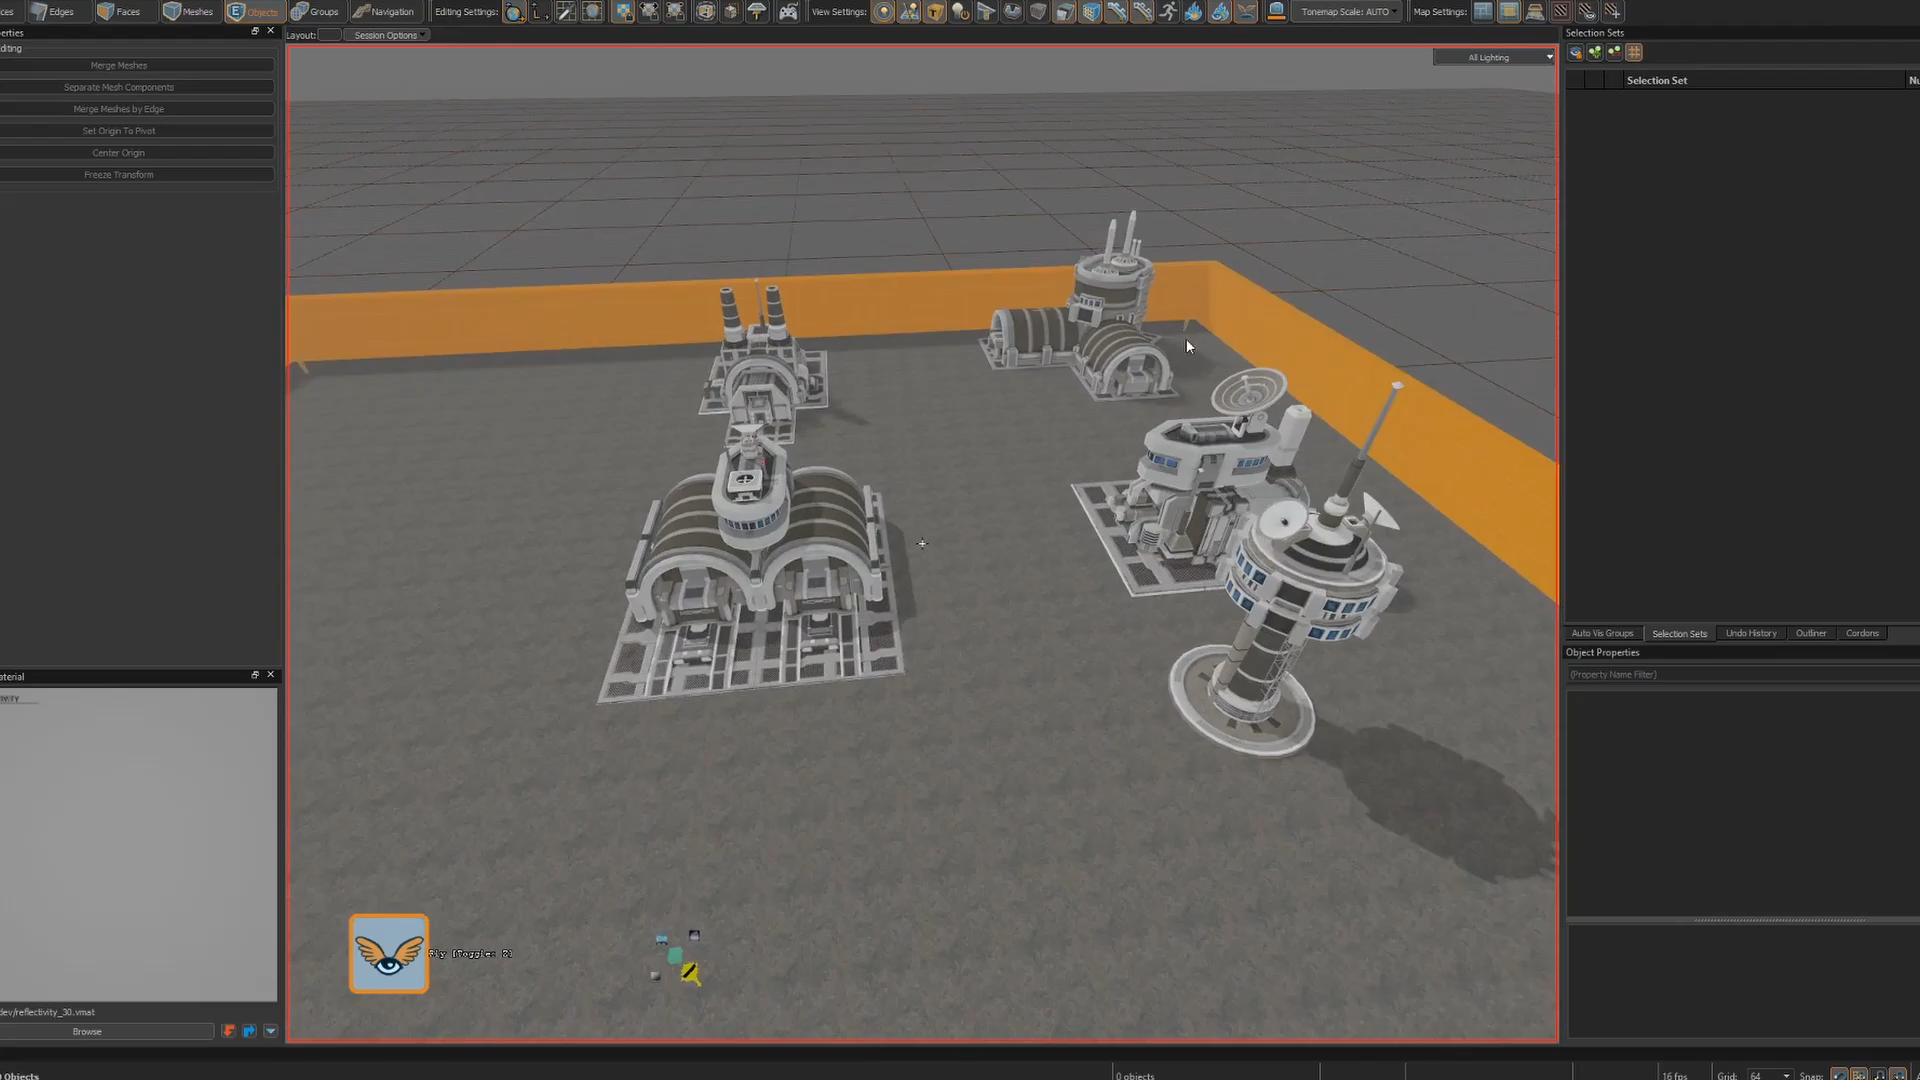 Edges
Faces
Meshes
Objects
Groups
Navigation
Editing Settings:
View Settings:
Tonemap Scale: AUTO
Map Settings:
Layout:
Session Options
Selection Sets
Merge Meshes
Separate Mesh Components
Merge Meshes by Edge
Set Origin To Pivot
Center Origin
Freeze Transform
All Lighting
Selection Set
Auto Vis Groups
Selection Sets
Undo History
Outliner
Cordons
Object Properties
(Property Name Filter)
dev/reflectivity_30.vmat
Browse
0 objects
16 fps
Grid: 64
Snap: